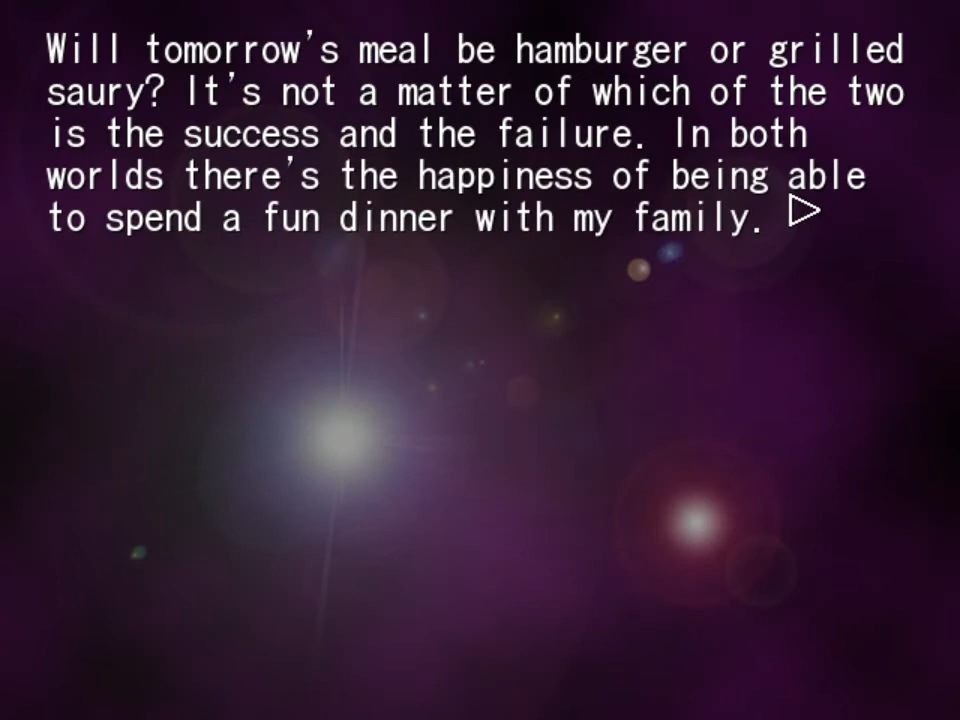 Will tomorrow's meal be hamburger or grilled
saury? It's not a matter of which of the two
is the success and the failure. In both
worlds there's the happiness of being able
to spend a fun dinner with my family.